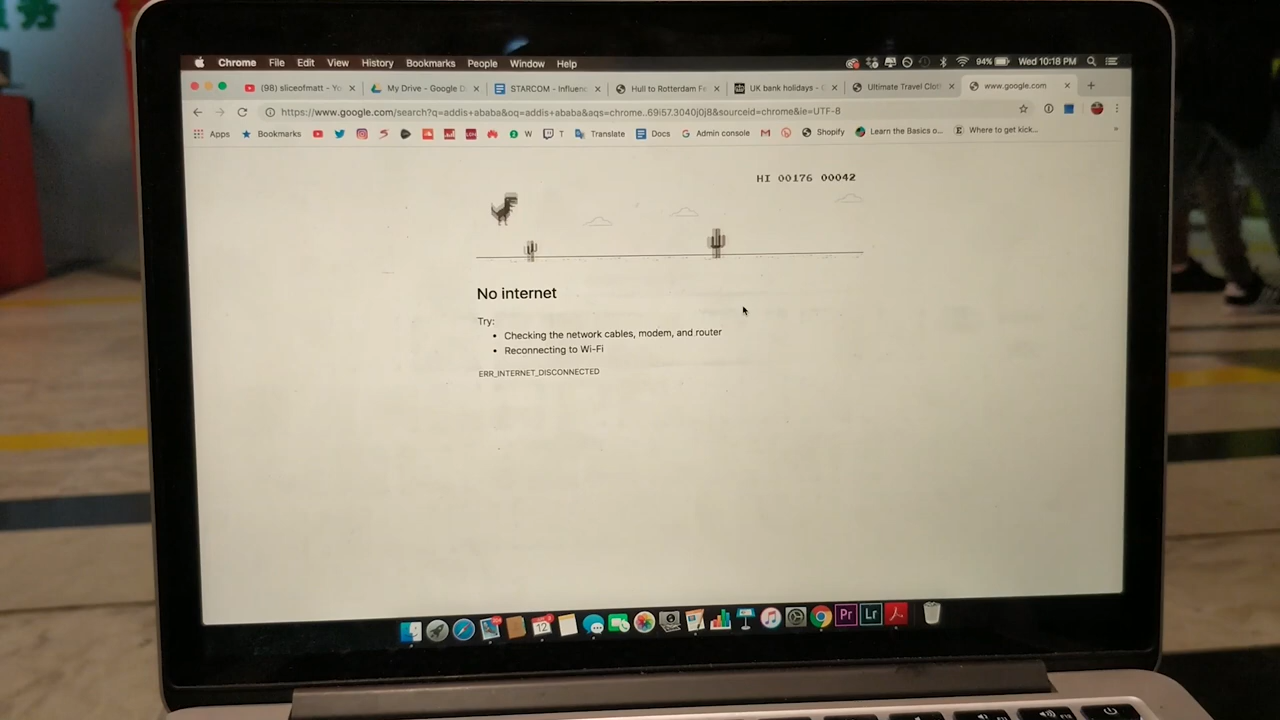 务
Chrome File Edit View History Bookmarks People Window Help 94% Wed 10:18 PM
(98) sliceofmatt - Yo My Drive - Google D STARCOM - Influenc Hull to Rotterdam Fe UK bank holidays - G Ultimate Travel Clot www.google.com
https://www.google.com/search?q=addis+ababa&oq=addis+ababa&aqs=chrome..69i57.3040j0j8&sourceid=chrome&ie=UTF-8
Apps Bookmarks W T Translate Docs Admin console Shopify Learn the Basics o... Where to get kick... »
HI 00176 00042
No internet
Try:
• Checking the network cables, modem, and router
• Reconnecting to Wi-Fi
ERR_INTERNET_DISCONNECTED
12 Pr Lr